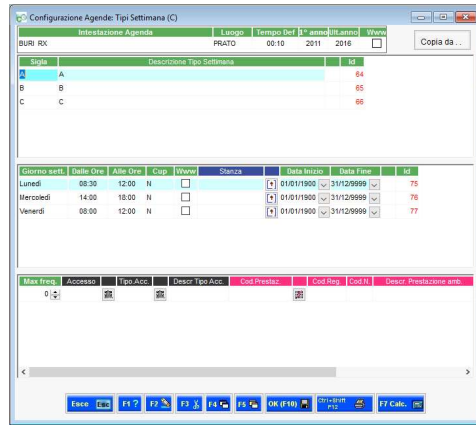 Configurazione Agende: Tipi Settimana (C)
Intestazione Agenda Luogo Tempo Def 1° anno Ult.anno Www
BURI RX PRATO 00:10 2011 2016
Copia da . .
Sigla Descrizione Tipo Settimana Id
A A 64
B B 65
C C 66
Giorno sett. Dalle Ore Alle Ore Cup Www Stanza Data Inizio Data Fine Id
Lunedì 08:30 12:00 N 01/01/1900 31/12/9999 75
Mercoledì 14:00 18:00 N 01/01/1900 31/12/9999 76
Venerdì 08:00 12:00 N 01/01/1900 31/12/9999 77
Max freq. Accesso Tipo Acc. Descr Tipo Acc. Cod.Prestaz. Cod.Reg. Cod.N. Descr. Prestazione amb
0
Esce Esc F1 ? F2 F3 F4 F5 OK (F10) Ctrl+Shift F12 F7 Calc.